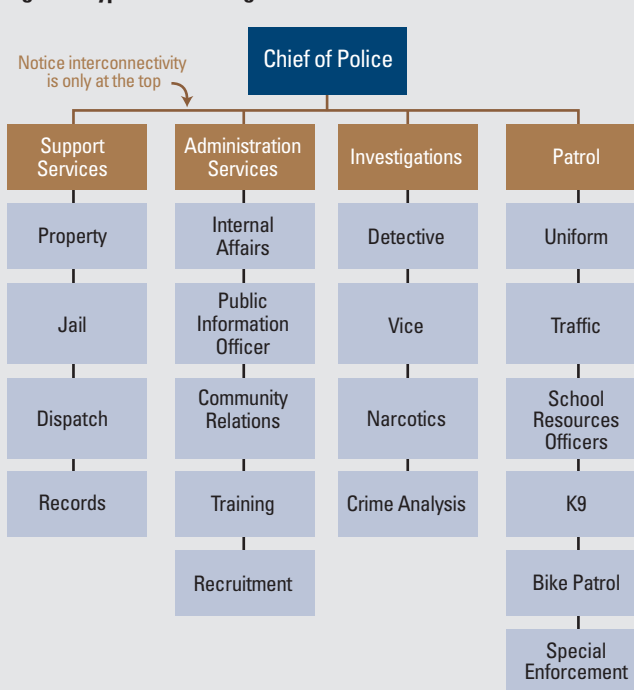 Chief of Police
Notice interconnectivity
is only at the top
Support
Services
Administration
Services
Investigations
Patrol
Property
Internal
Affairs
Detective
Uniform
Jail
Public
Information
Officer
Vice
Traffic
Dispatch
Community
Relations
Narcotics
School
Resources
Officers
Records
Training
Crime Analysis
K9
Recruitment
Bike Patrol
Special
Enforcement